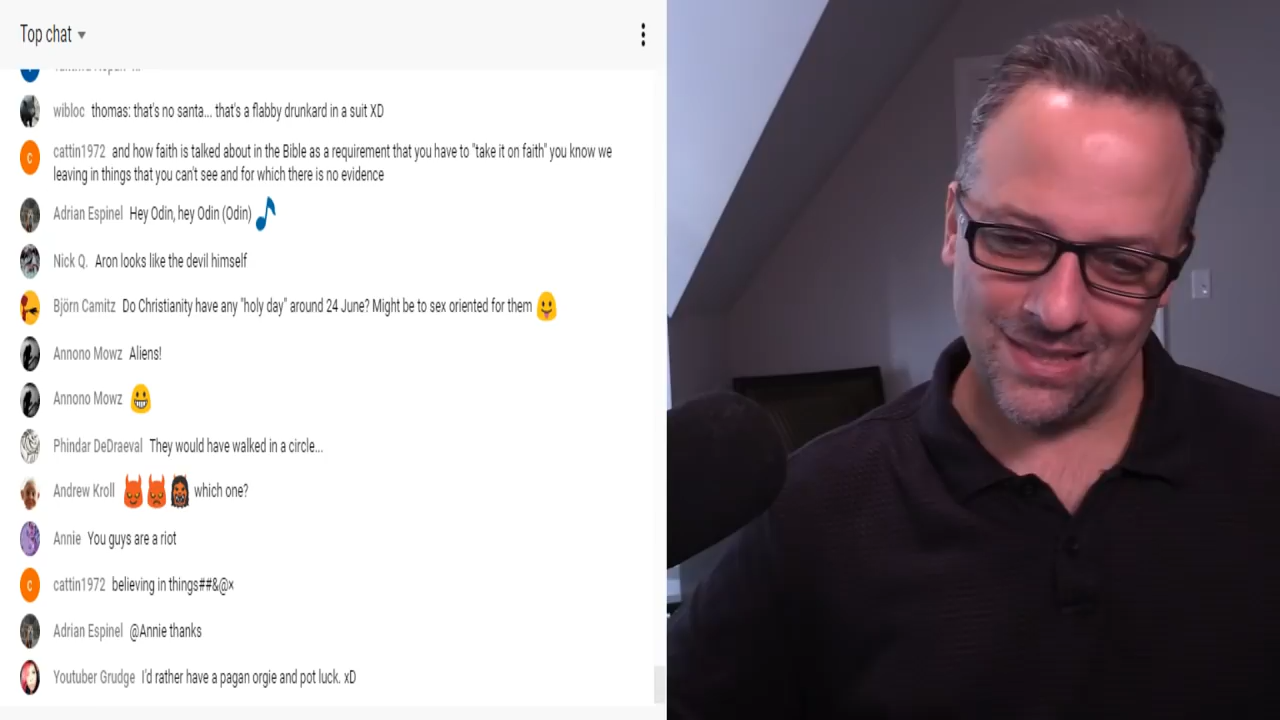 Top chat
wibloc thomas: that's no santa... that's a flabby drunkard in a suit XD
cattin1972 and how faith is talked about in the Bible as a requirement that you have to "take it on faith" you know we
leaving in things that you can't see and for which there is no evidence
Adrian Espinel Hey Odin, hey Odin (Odin)
Nick Q. Aron looks like the devil himself
Björn Camitz Do Christianity have any "holy day" around 24 June? Might be to sex oriented for them
Annono Mowz Aliens!
Annono Mowz
Phindar DeDraeval They would have walked in a circle...
Andrew Kroll which one?
Annie You guys are a riot
C cattin1972 believing in things##&@×
Adrian Espinel @Annie thanks
Youtuber Grudge I'd rather have a pagan orgie and pot luck. xD